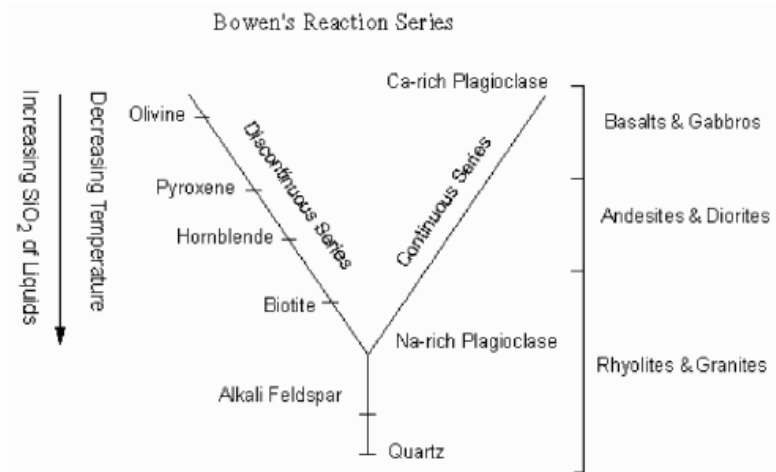 Bowen's Reaction Series
Increasing SiO₂ of Liquids
Decreasing Temperature
Olivine
Pyroxene
Hornblende
Biotite
Discontinuous Series
Continuous Series
Ca-rich Plagioclase
Na-rich Plagioclase
Alkali Feldspar
Quartz
Basalts & Gabbros
Andesites & Diorites
Rhyolites & Granites